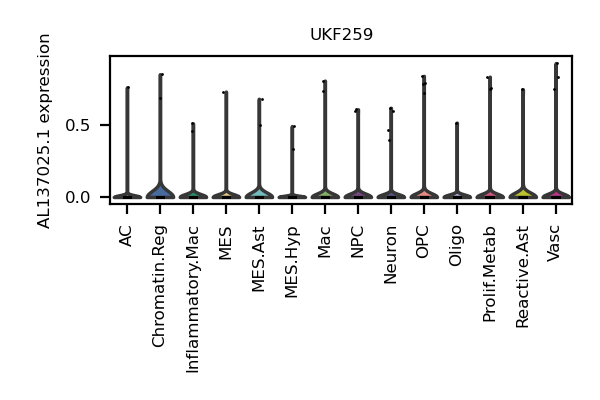 UKF259
AL137025.1 expression
0.5
0.0
AC
Chromatin.Reg
Inflammatory.Mac
MES
MES.Ast
MES.Hyp
Mac
NPC
Neuron
OPC
Oligo
Prolif.Metab
Reactive.Ast
Vasc